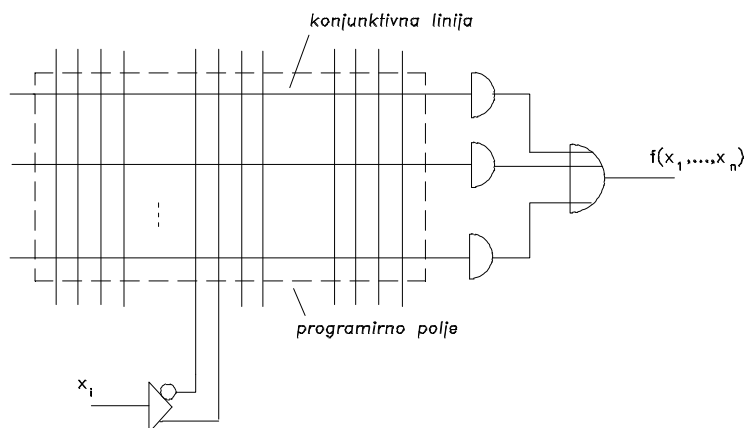 konjunktivna linija
f(x₁,...,xₙ)
programirno polje
xᵢ